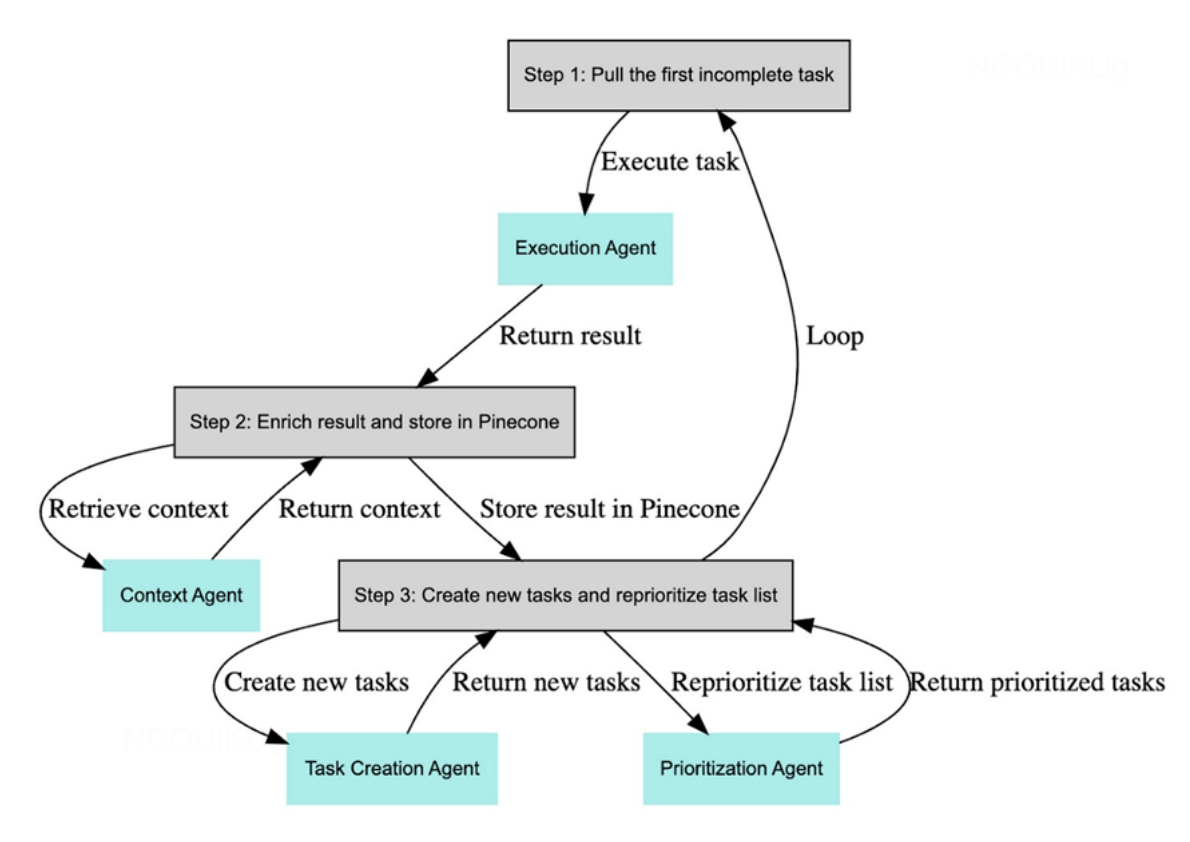 Step 1: Pull the first incomplete task
Execute task
Execution Agent
Return result
Loop
Step 2: Enrich result and store in Pinecone
Retrieve context
Return context
Store result in Pinecone
Context Agent
Step 3: Create new tasks and reprioritize task list
Create new tasks
Return new tasks
Reprioritize task list
Return prioritized tasks
Task Creation Agent
Prioritization Agent